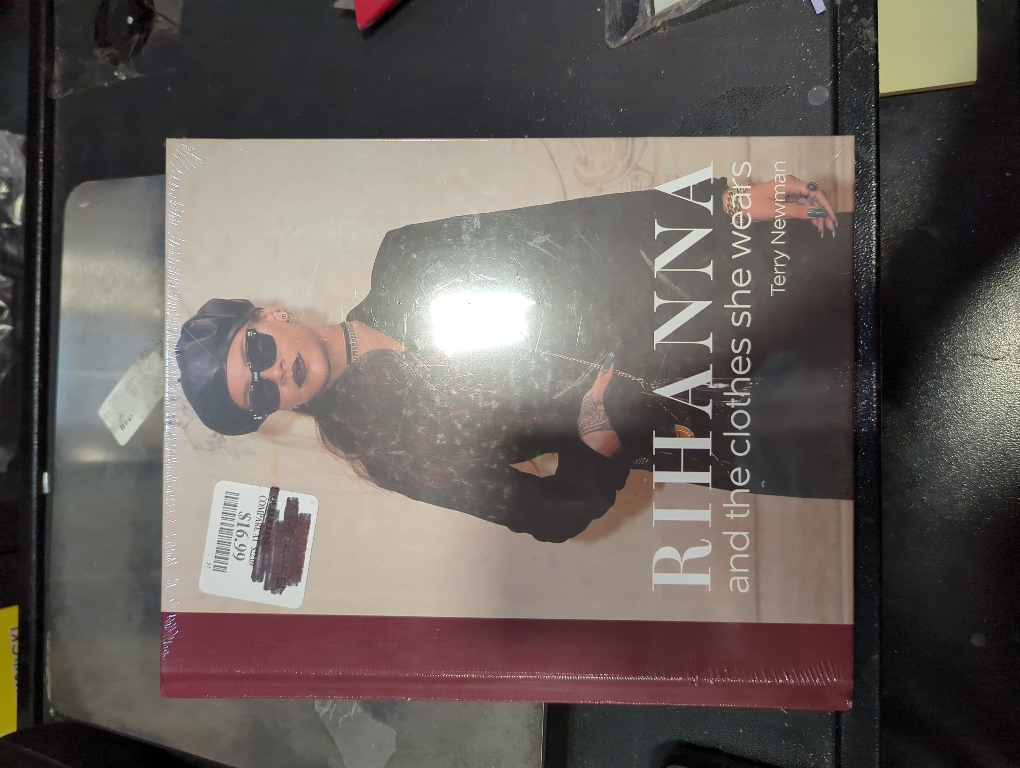 RIHANNA
and the clothes she wears
Terry Newman
$16.99